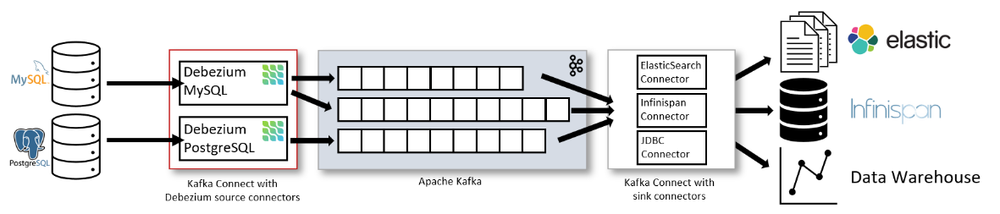 MySQL
PostgreSQL
Debezium
MySQL
Debezium
PostgreSQL
Kafka Connect with
Debezium source connectors
Apache Kafka
ElasticSearch
Connector
Infinispan
Connector
JDBC
Connector
Kafka Connect with
sink connectors
elastic
Infinispan
Data Warehouse